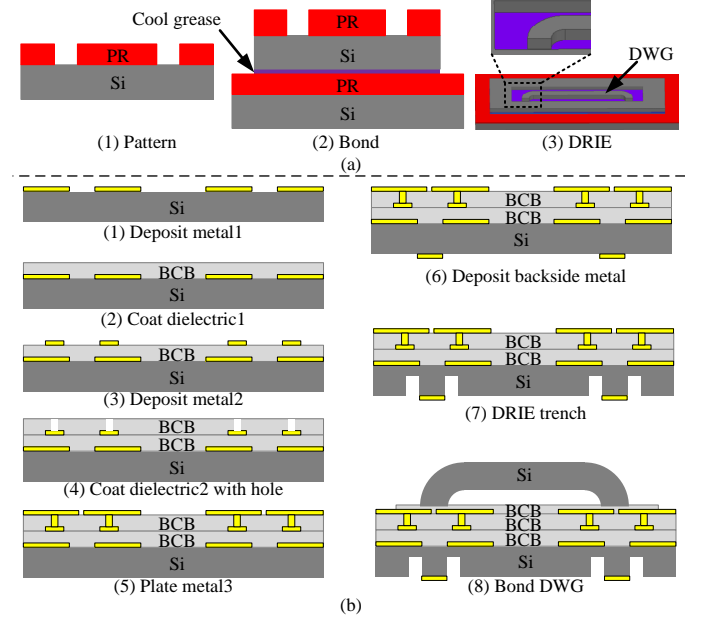 Cool grease
PR
Si
(1) Pattern
PR
Si
PR
Si
(2) Bond
DWG
(3) DRIE
(a)
Si
(1) Deposit metal1
BCB
Si
(2) Coat dielectric1
BCB
Si
(3) Deposit metal2
BCB
BCB
Si
(4) Coat dielectric2 with hole
BCB
BCB
Si
(5) Plate metal3
BCB
BCB
Si
(6) Deposit backside metal
BCB
BCB
Si
(7) DRIE trench
Si
BCB
BCB
BCB
Si
(8) Bond DWG
(b)